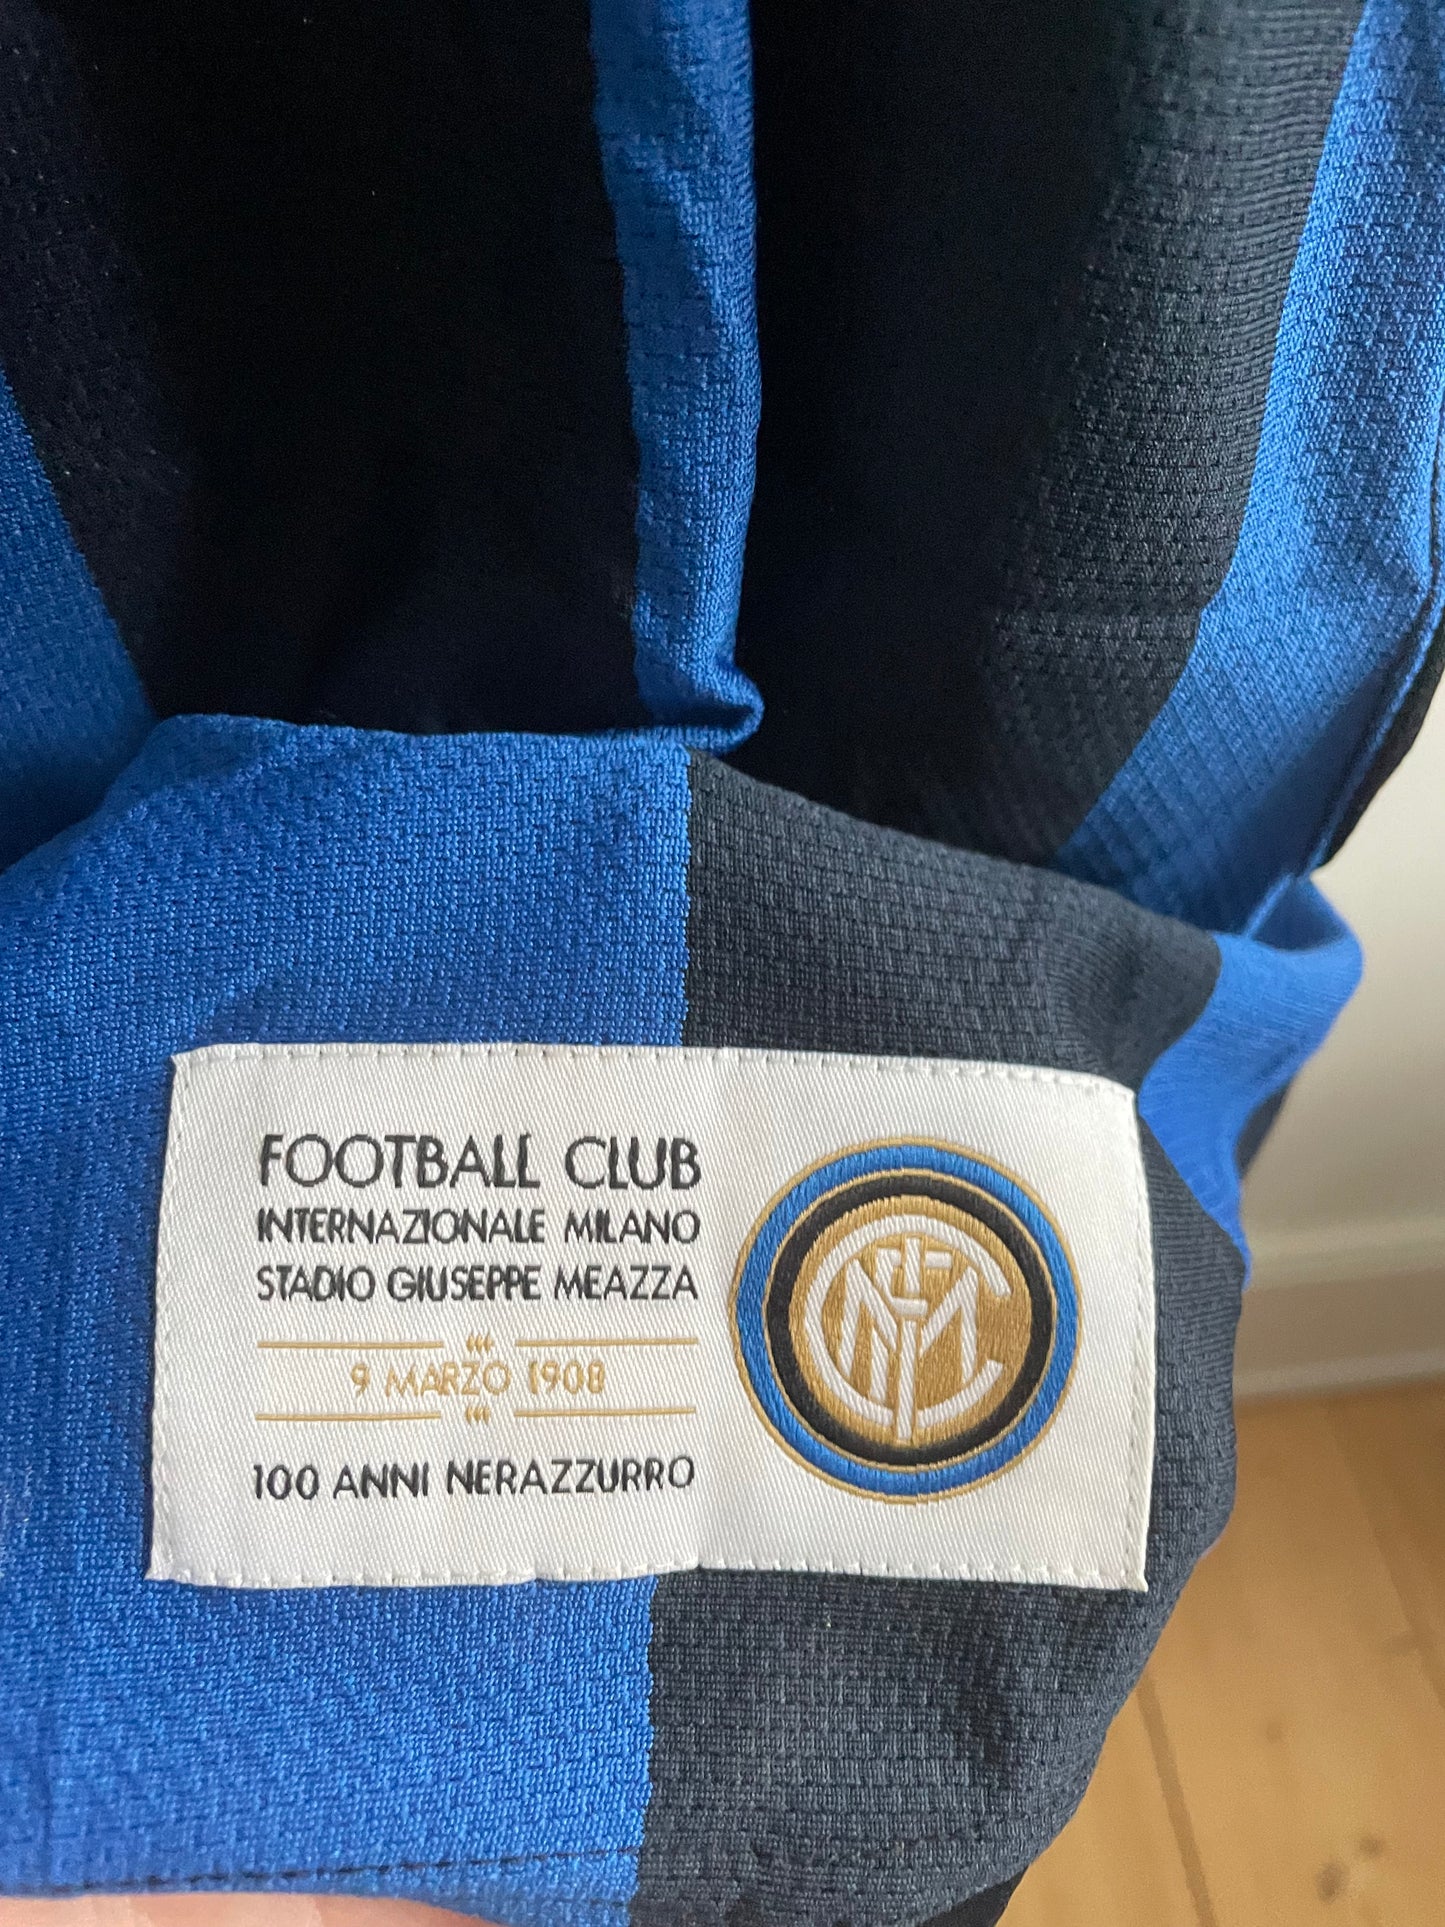 FOOTBALL CLUB
INTERNAZIONALE MILANO
STADIO GIUSEPPE MEAZZA
9 MARZO 1908
100 ANNI NERAZZURRO